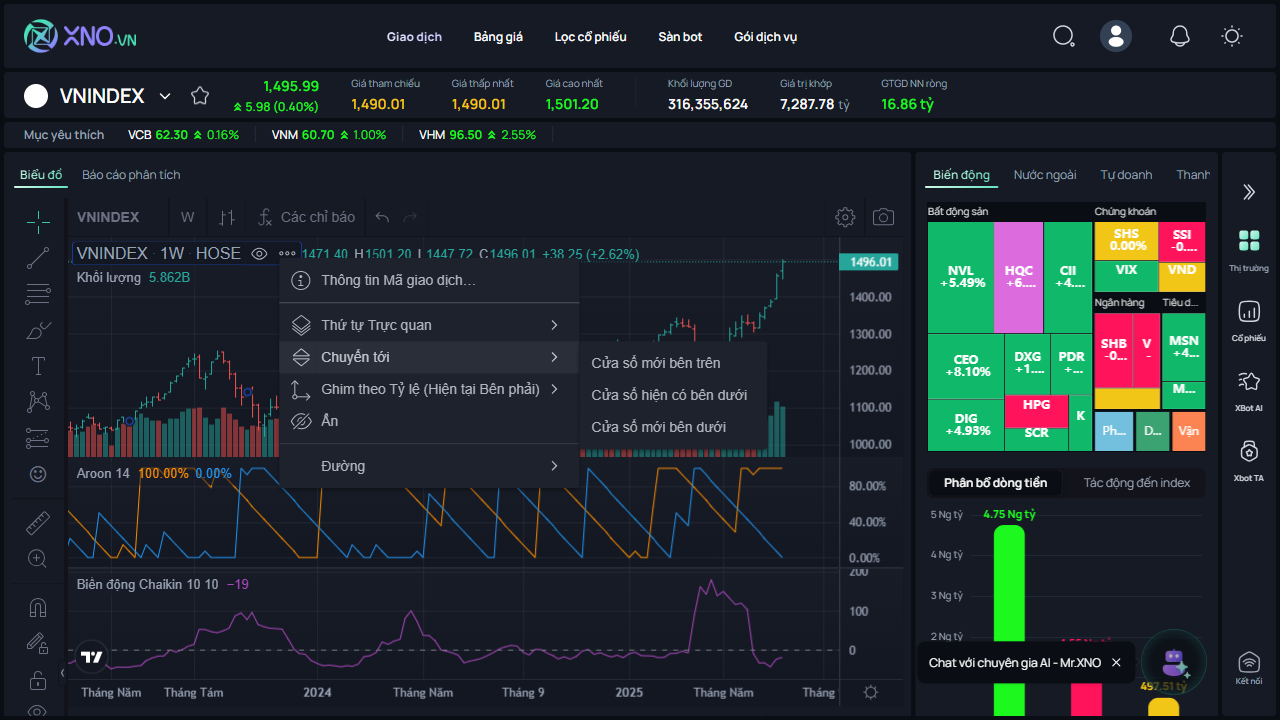 XNO.VN
Giao dịch
Bảng giá
Lọc cổ phiếu
Sàn bot
Gói dịch vụ
VNINDEX
1,495.99
5.98 (0.40%)
Giá tham chiếu
1,490.01
Giá thấp nhất
1,490.01
Giá cao nhất
1,501.20
Khối lượng GD
316,355,624
Giá trị khớp
7,287.78 tỷ
GTGD NN ròng
16.86 tỷ
Mục yêu thích
VCB 62.30 0.16%
VNM 60.70 1.00%
VHM 96.50 2.55%
Biểu đồ
Báo cáo phân tích
VNINDEX
W
Các chỉ báo
VNINDEX · 1W · HOSE
1471.40 H1501.20 L1447.72 C1496.01 +38.25 (+2.62%)
Khối lượng 5.862B
Thông tin Mã giao dịch...
Thứ tự Trực quan
Chuyển tới
Ghim theo Tỷ lệ (Hiện tại Bên phải)
Ẩn
Đường
Cửa sổ mới bên trên
Cửa sổ hiện có bên dưới
Cửa sổ mới bên dưới
1496.01
1400.00
1300.00
1200.00
1100.00
1000.00
Aroon 14 100.00% 0.00%
80.00%
40.00%
0.00%
Biên động Chaikin 10 10 −19
200
100
0
Tháng Năm
Tháng Tám
2024
Tháng Năm
Tháng 9
2025
Tháng Năm
Tháng
Biến động
Nước ngoài
Tự doanh
Thanh
Bất động sản
NVL
+5.49%
HQC
+6....
CII
+4....
CEO
+8.10%
DXG
+1....
PDR
+...
DIG
+4.93%
HPG
SCR
K
Chứng khoán
SHS
0.00%
SSI
-0....
VIX
VND
Ngân hàng
SHB
-0...
V
-
Tiêu d...
MSN
+4...
M...
Ph...
D...
Vận
Phân bổ dòng tiền
Tác động đến index
5 Ng tỷ
4 Ng tỷ
3 Ng tỷ
2 Ng tỷ
4.75 Ng tỷ
497.51 tỷ
Chat với chuyên gia AI - Mr.XNO
Thị trường
Cổ phiếu
XBot AI
Xbot TA
Kết nối